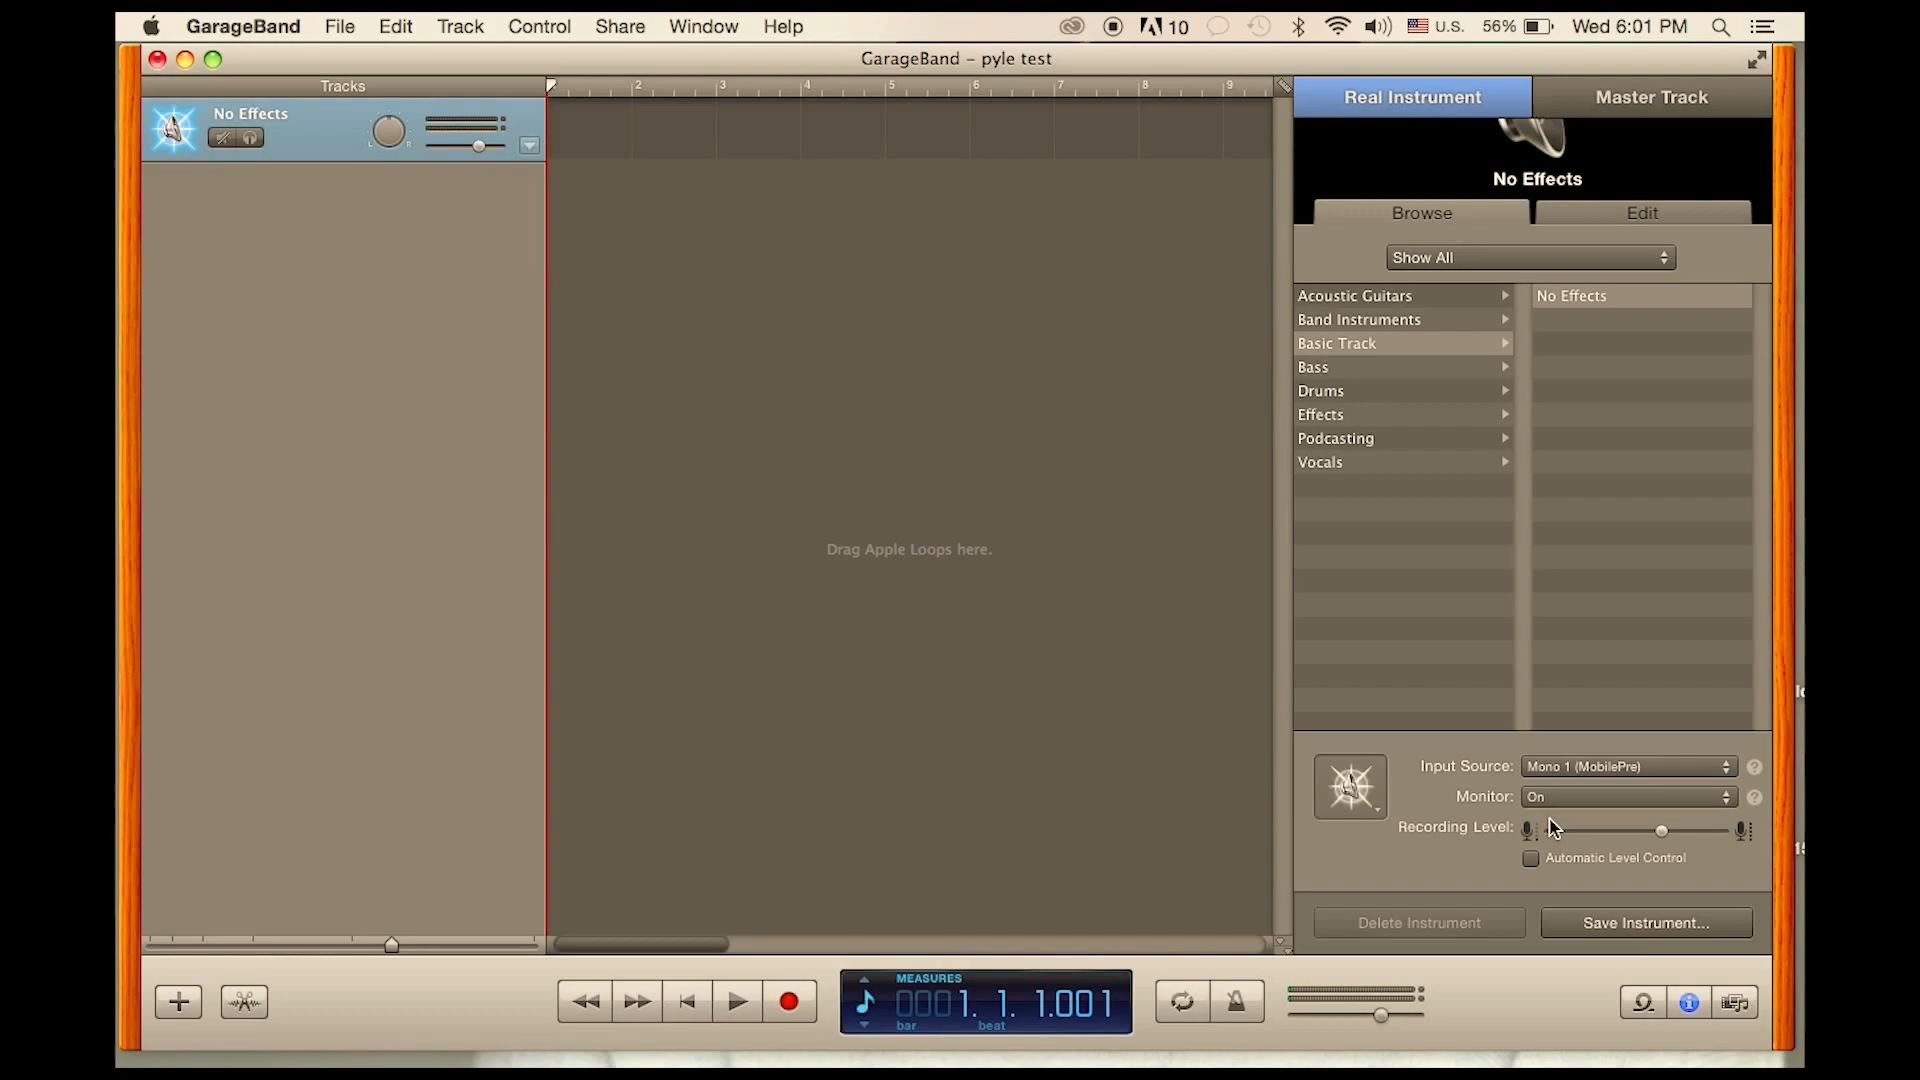 GarageBand File Edit Track Control Share Window Help 10 U.S. 56% Wed 6:01 PM
GarageBand – pyle test
Tracks 2 3 4 5 6 7 8 9
Real Instrument Master Track
No Effects
L R
No Effects
Browse Edit
Show All
Acoustic Guitars No Effects
Band Instruments
Basic Track
Bass
Drums
Effects
Podcasting
Vocals
Drag Apple Loops here.
Input Source: Mono 1 (MobilePre) ?
Monitor: On ?
Recording Level:
Automatic Level Control
Delete Instrument Save Instrument...
MEASURES
0001. 1. 1.001
bar beat